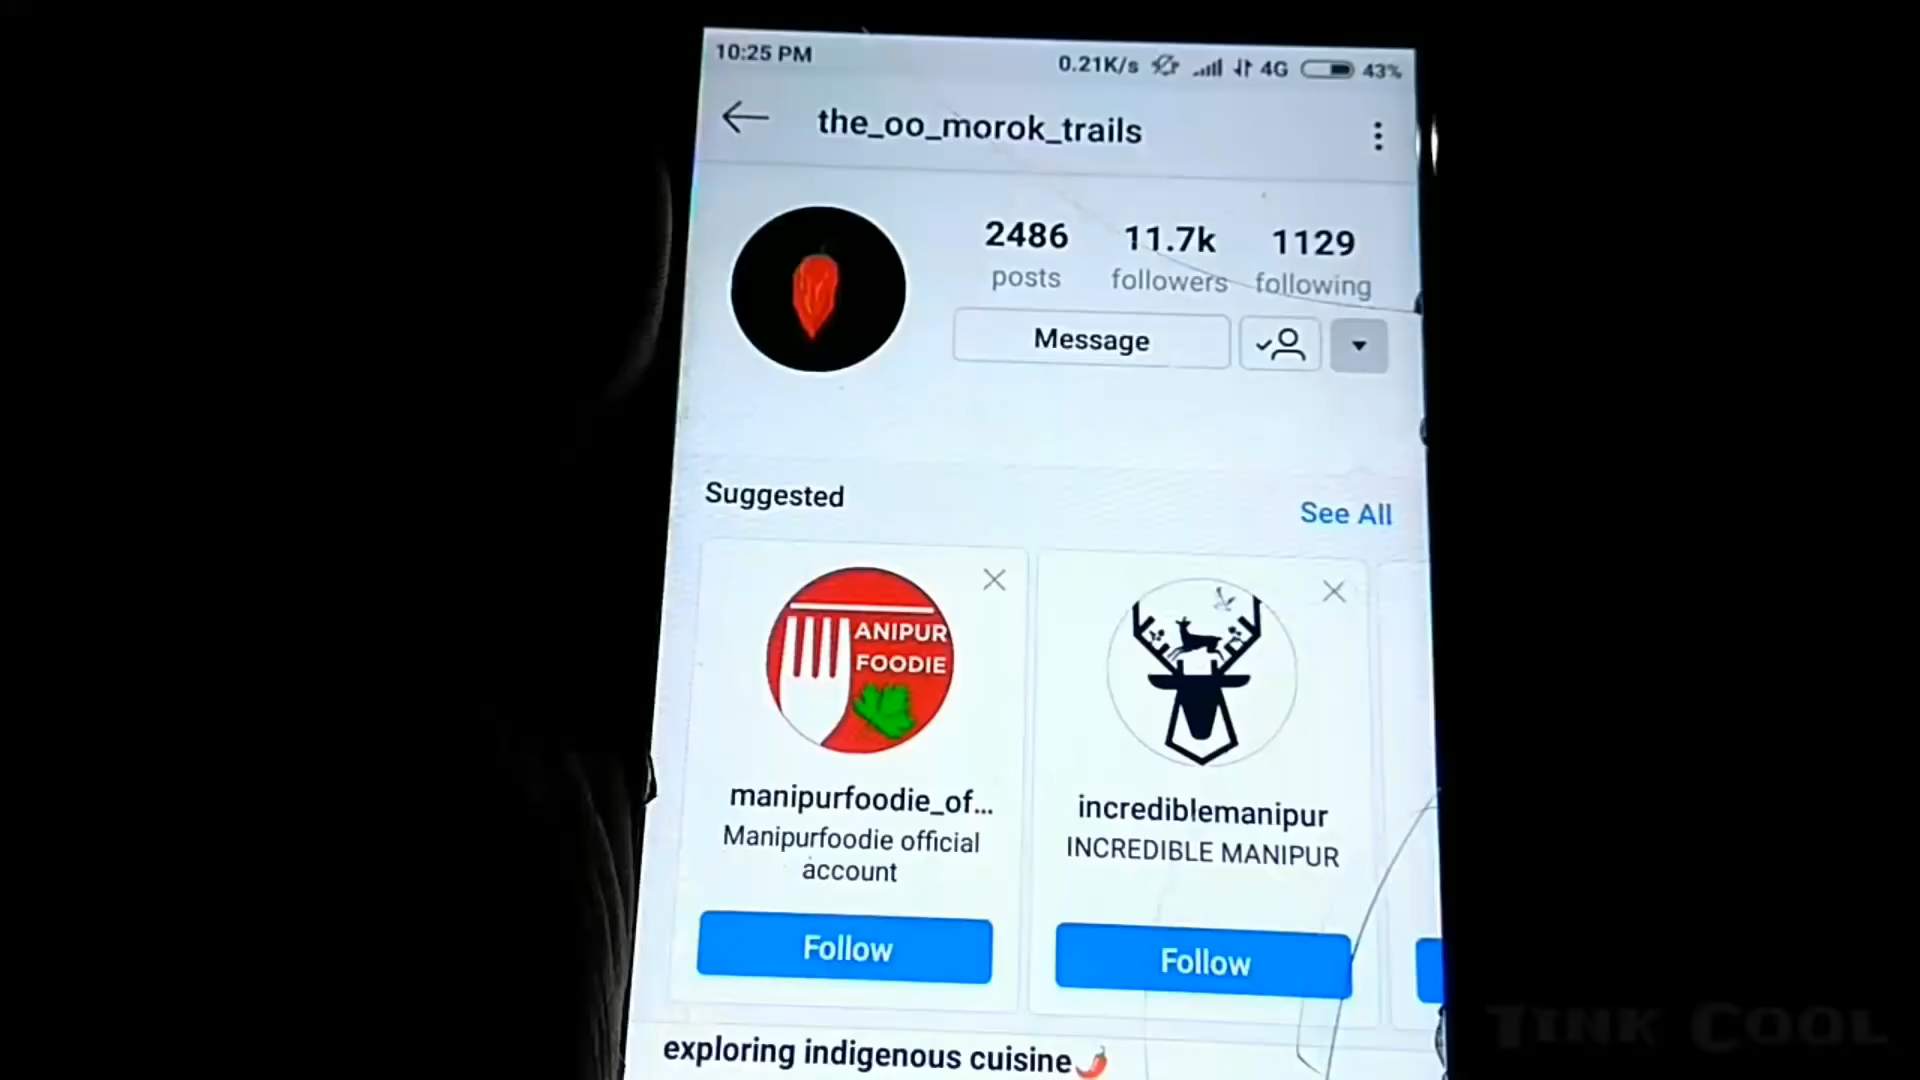 10:25 PM
0.21K/s 4G 43%
the_oo_morok_trails
2486 11.7k 1129
posts followers following
Message
Suggested
See All
ANIPUR
FOODIE
manipurfoodie_of...
Manipurfoodie official
account
Follow
incrediblemanipur
INCREDIBLE MANIPUR
Follow
exploring indigenous cuisine🌶️
TINK COOL